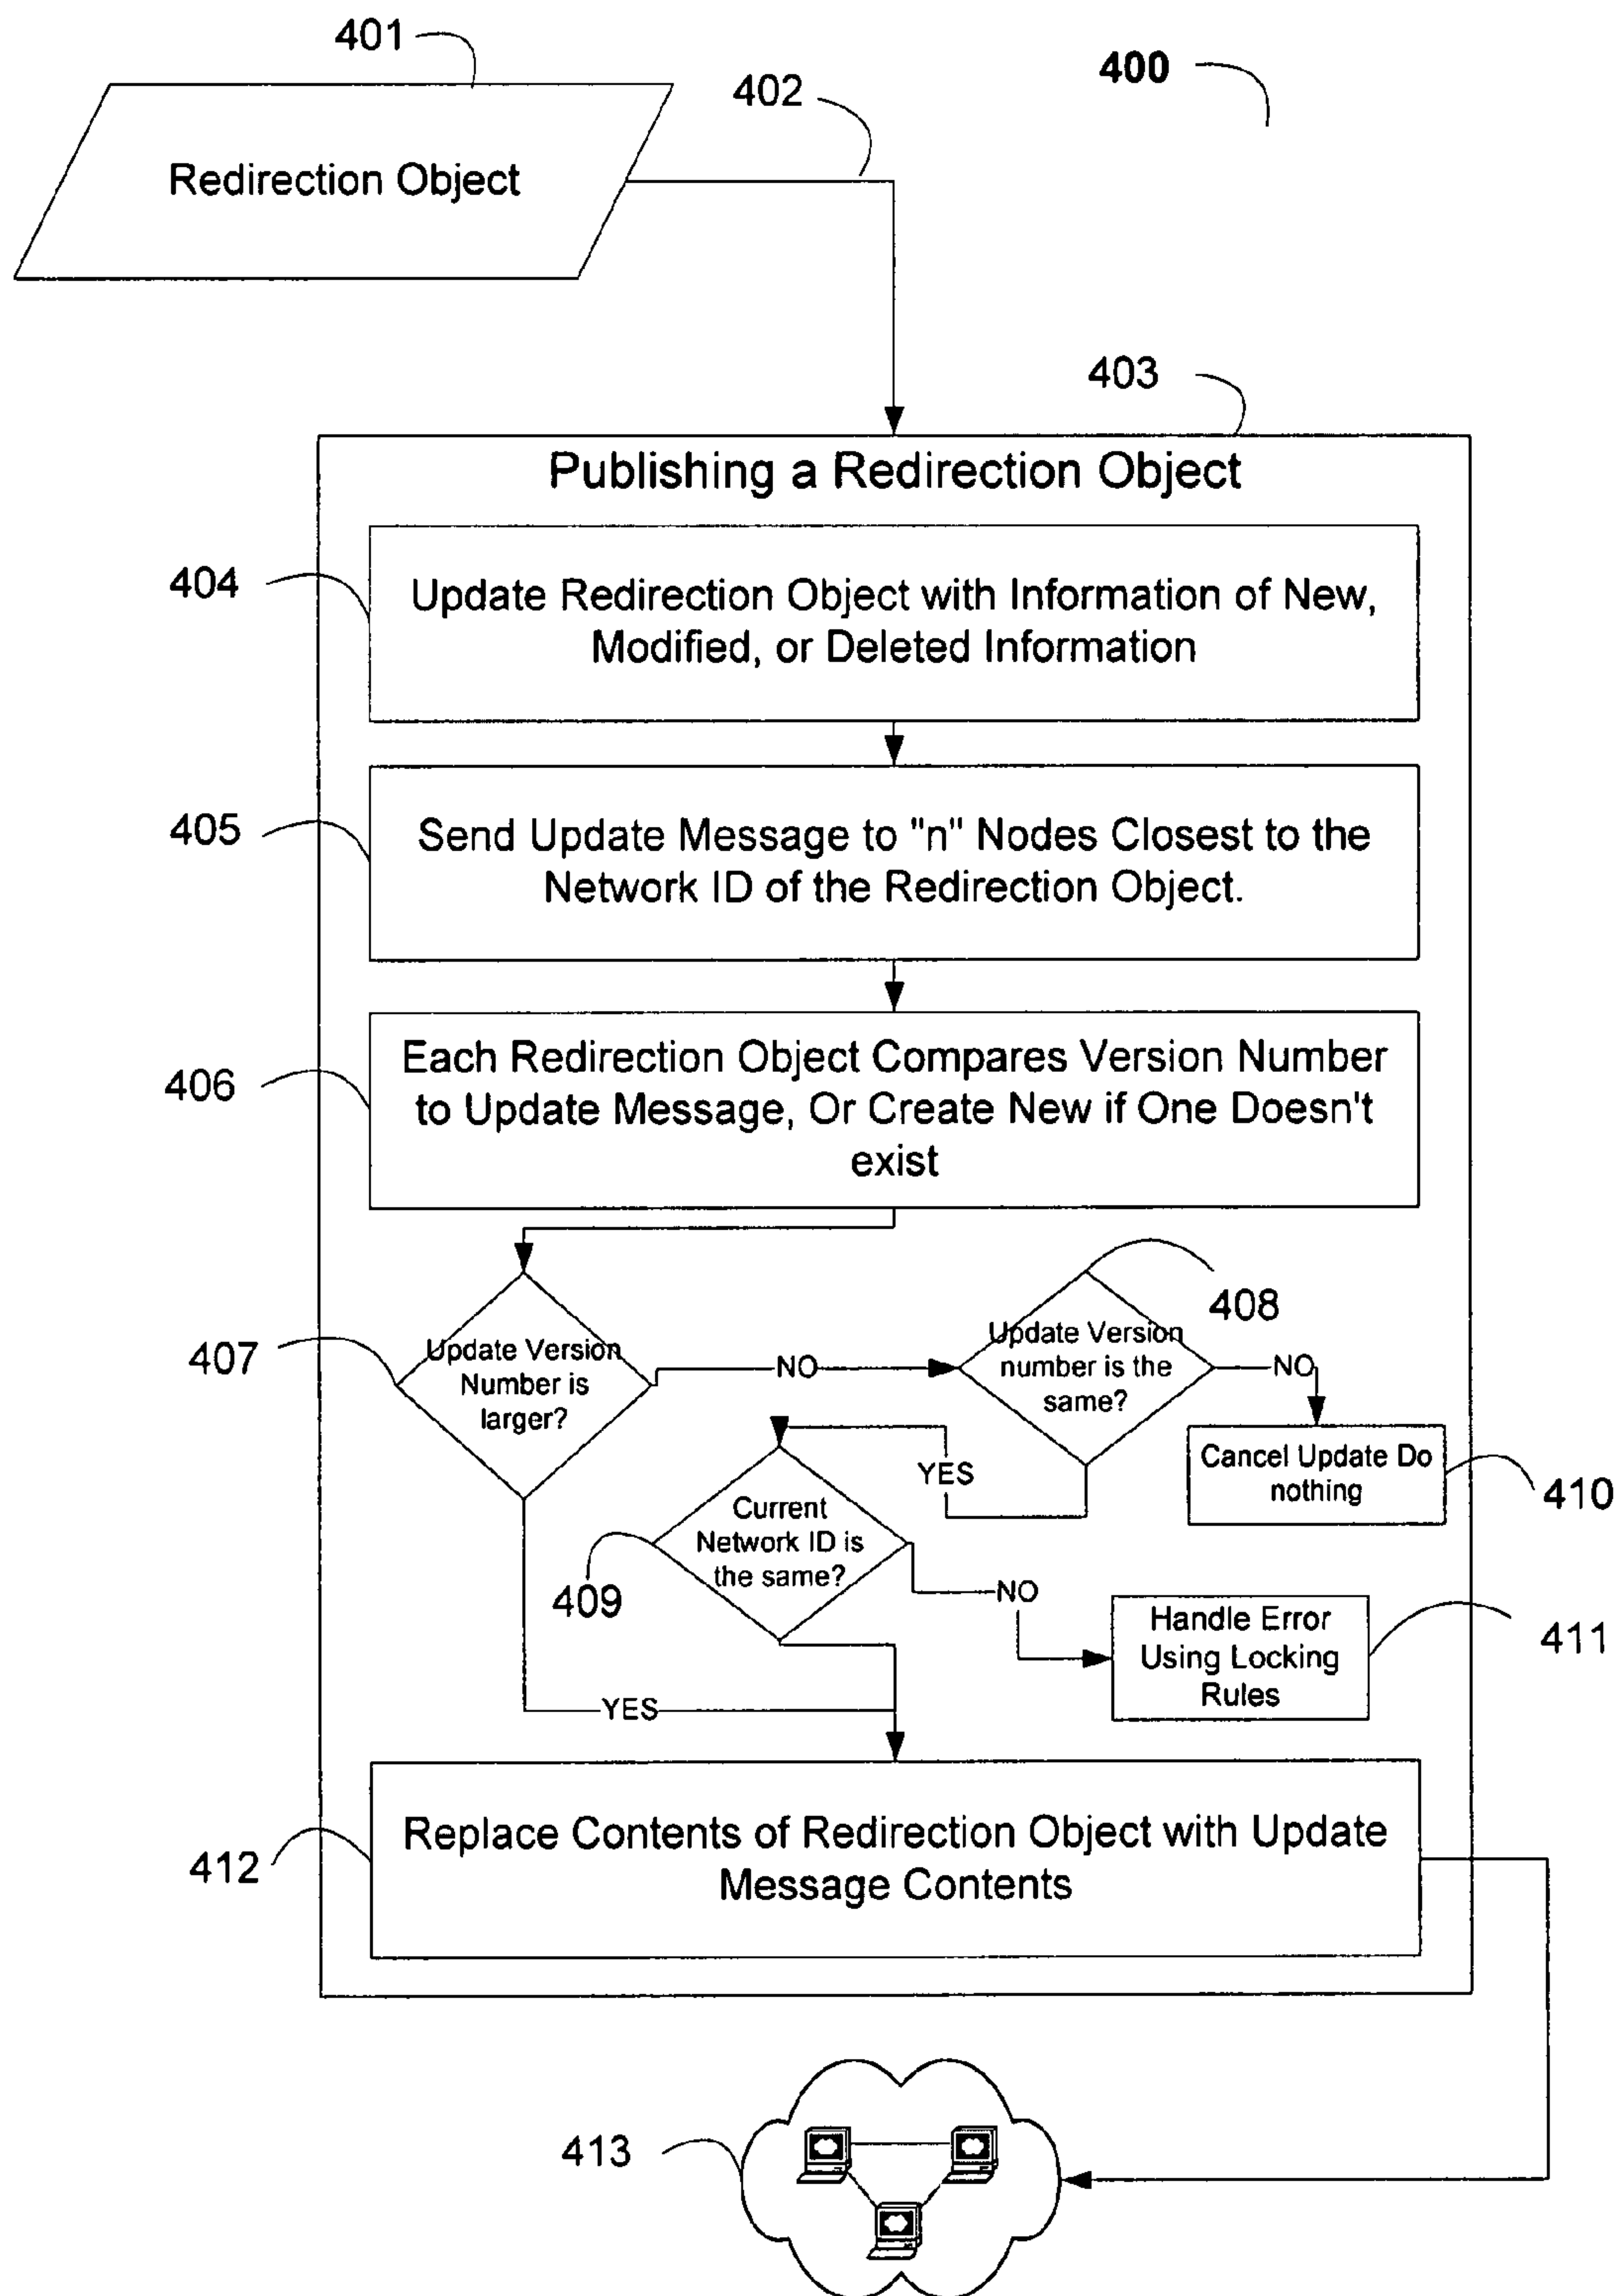 401
400
402
Redirection Object
403
Publishing a Redirection Object
404
Update Redirection Object with Information of New,
Modified, or Deleted Information
405
Send Update Message to "n" Nodes Closest to the
Network ID of the Redirection Object.
406
Each Redirection Object Compares Version Number
to Update Message, Or Create New if One Doesn't
exist
407
Update Version
Number is
larger?
NO
408
Update Version
number is the
same?
NO
YES
Cancel Update Do
nothing
410
409
Current
Network ID is
the same?
NO
Handle Error
Using Locking
Rules
411
YES
412
Replace Contents of Redirection Object with Update
Message Contents
413